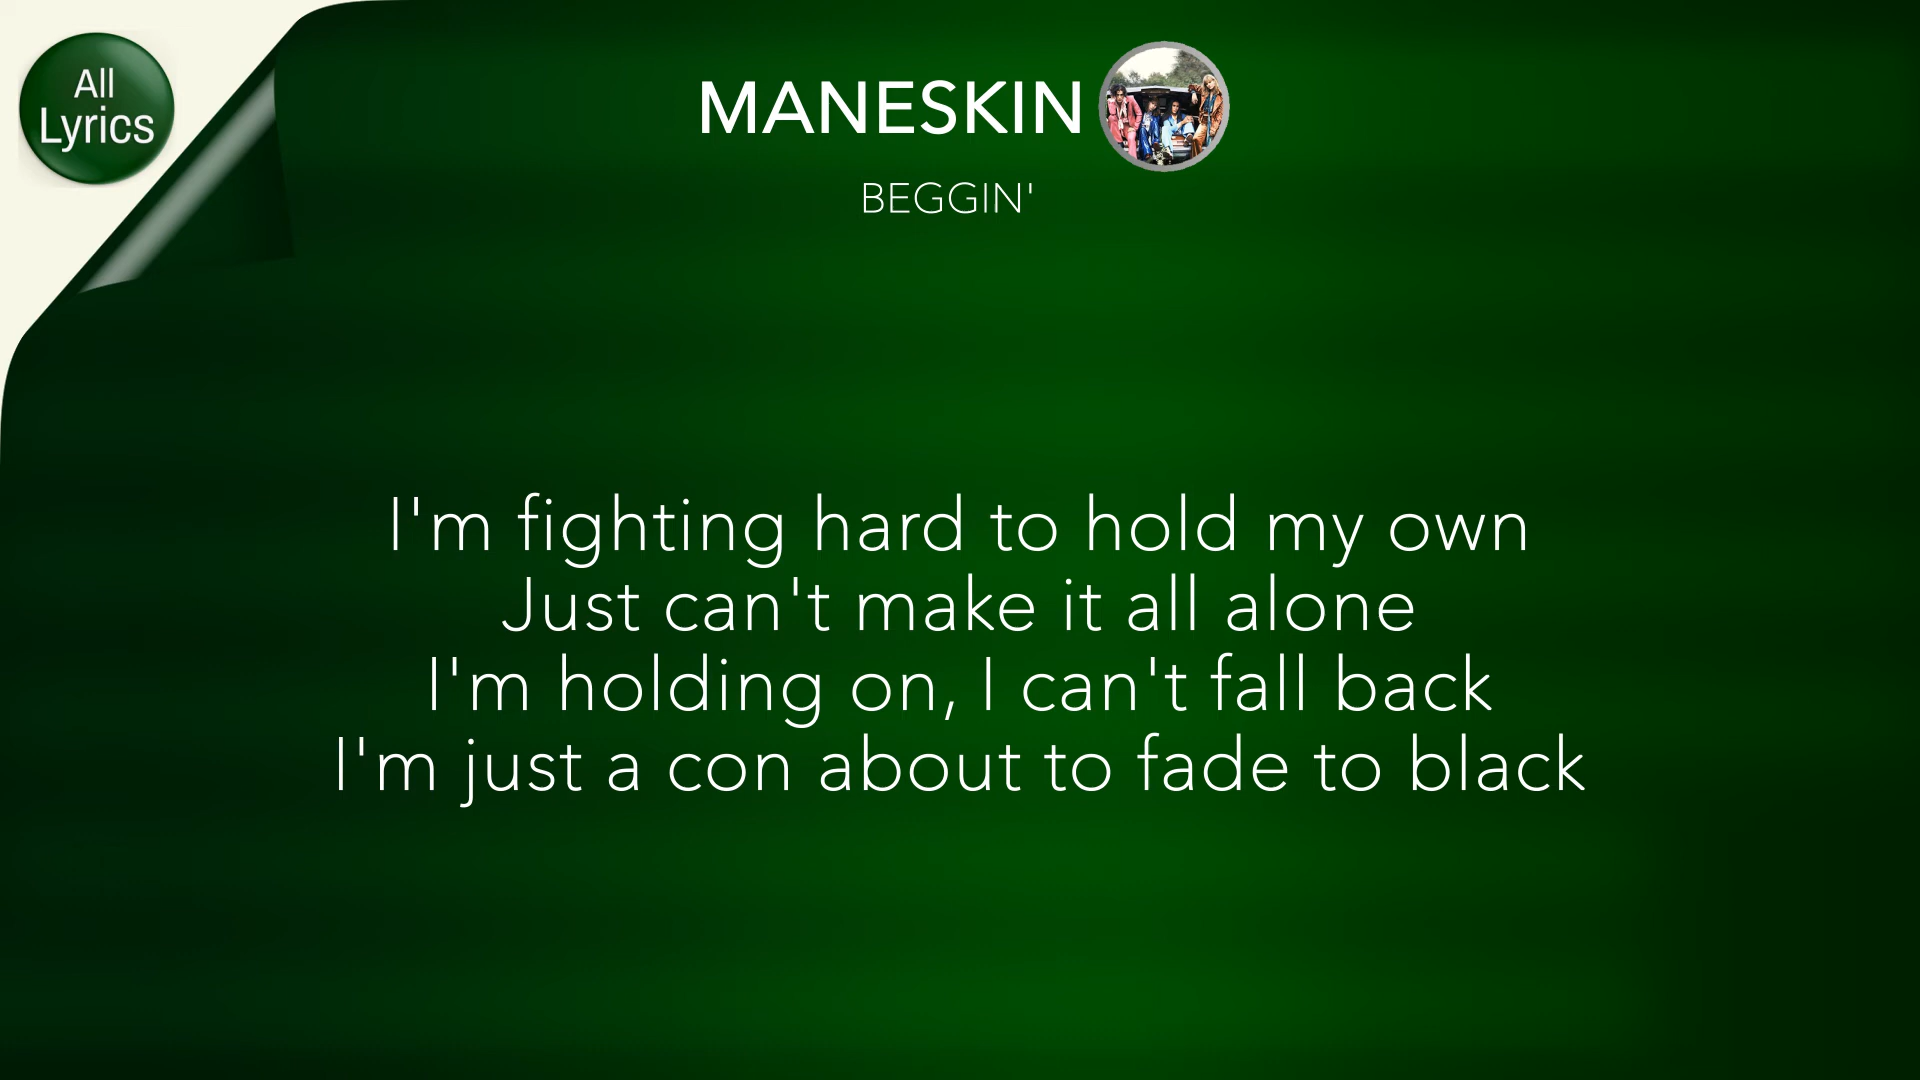 All
Lyrics
MANESKIN
BEGGIN'
I'm fighting hard to hold my own
Just can't make it all alone
I'm holding on, I can't fall back
I'm just a con about to fade to black